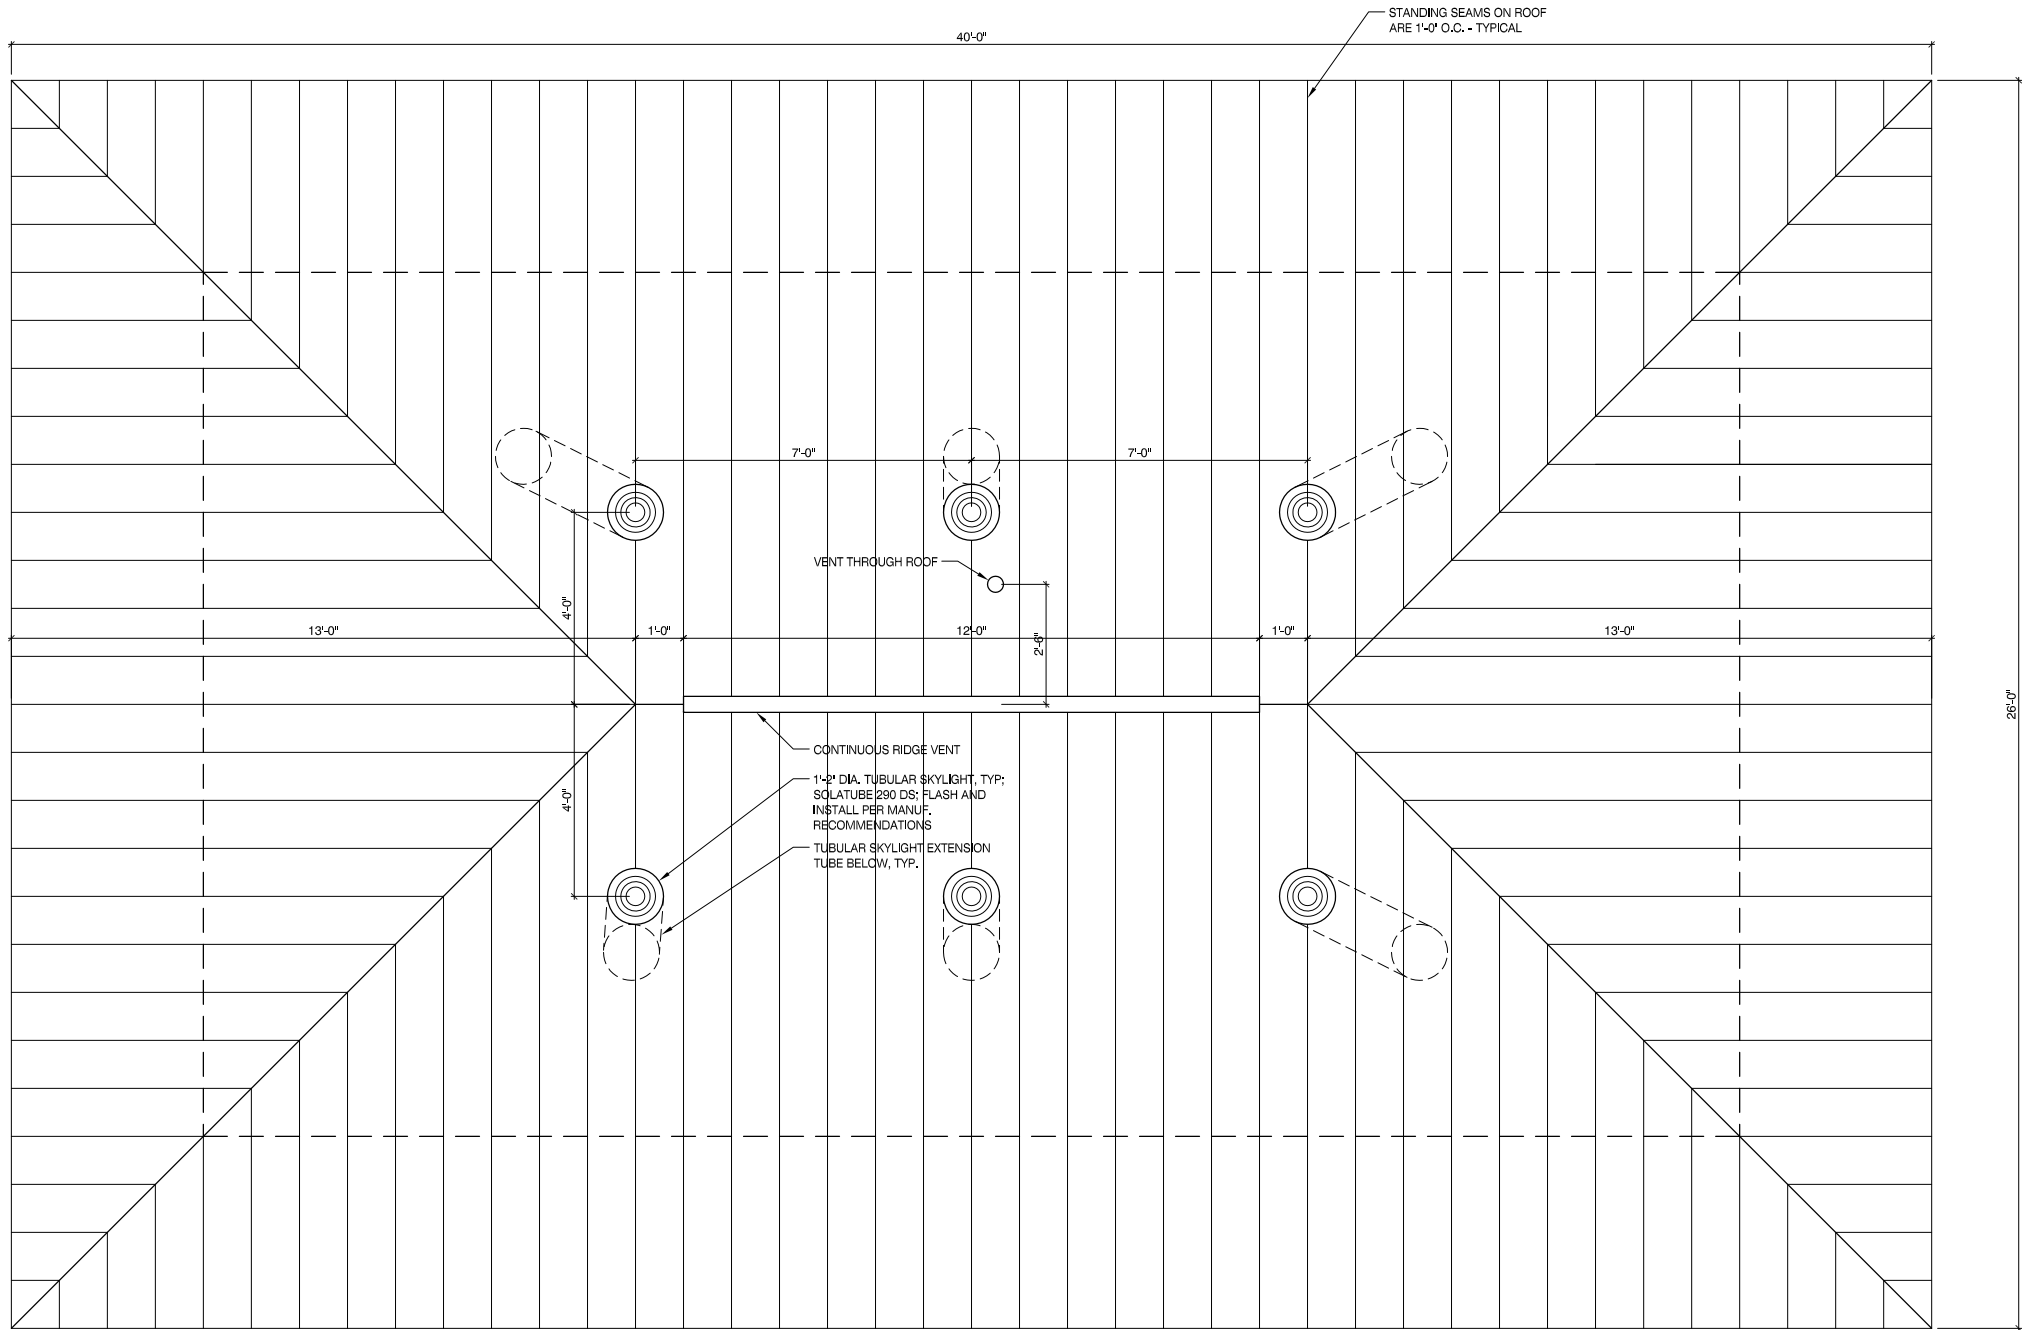 STANDING SEAMS ON ROOF
ARE 1'-0" O.C. - TYPICAL
40'-0"
7'-0"
7'-0"
VENT THROUGH ROOF
4'-0"
13'-0"
1'-0"
12'-0"
2'-6"
1'-0"
13'-0"
26'-0"
CONTINUOUS RIDGE VENT
1'-2" DIA. TUBULAR SKYLIGHT, TYP;
SOLATUBE 290 DS; FLASH AND
INSTALL PER MANUF.
RECOMMENDATIONS
4'-0"
TUBULAR SKYLIGHT EXTENSION
TUBE BELOW, TYP.